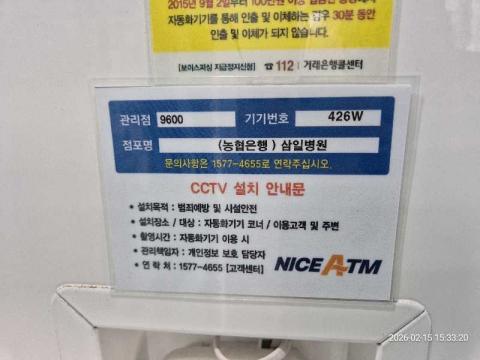 2015년 9월 2일부터 100만원 이상 입금된 통장에서
자동화기기를 통해 인출 및 이체하는 경우 30분 동안
인출 및 이체가 되지 않습니다.
[보이스피싱 지급정지신청] ☎ 112 | 거래은행콜센터
관리점 9600 기기번호 426W
점포명 (농협은행) 삼일병원
문의사항은 1577-4655로 연락주십시오.
CCTV 설치 안내문
• 설치목적 : 범죄예방 및 시설안전
• 설치장소 / 대상 : 자동화기기 코너 / 이용고객 및 주변
• 촬영시간 : 자동화기기 이용 시
• 관리책임자 : 개인정보 보호 담당자
• 연 락 처 : 1577-4655 [고객센터]
NICE ATM
2026-02-15 15:33:20